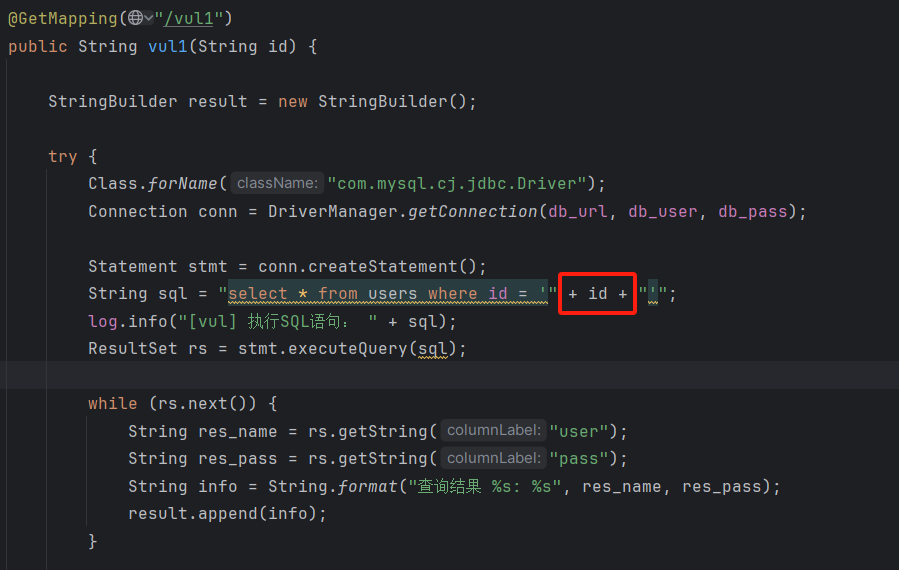 @GetMapping("/vul1")
public String vul1(String id) {
StringBuilder result = new StringBuilder();
try {
Class.forName( className: "com.mysql.cj.jdbc.Driver");
Connection conn = DriverManager.getConnection(db_url, db_user, db_pass);
Statement stmt = conn.createStatement();
String sql = "select * from users where id = '" + id + "'";
log.info("[vul] 执行SQL语句： " + sql);
ResultSet rs = stmt.executeQuery(sql);
while (rs.next()) {
String res_name = rs.getString( columnLabel: "user");
String res_pass = rs.getString( columnLabel: "pass");
String info = String.format("查询结果 %s: %s", res_name, res_pass);
result.append(info);
}